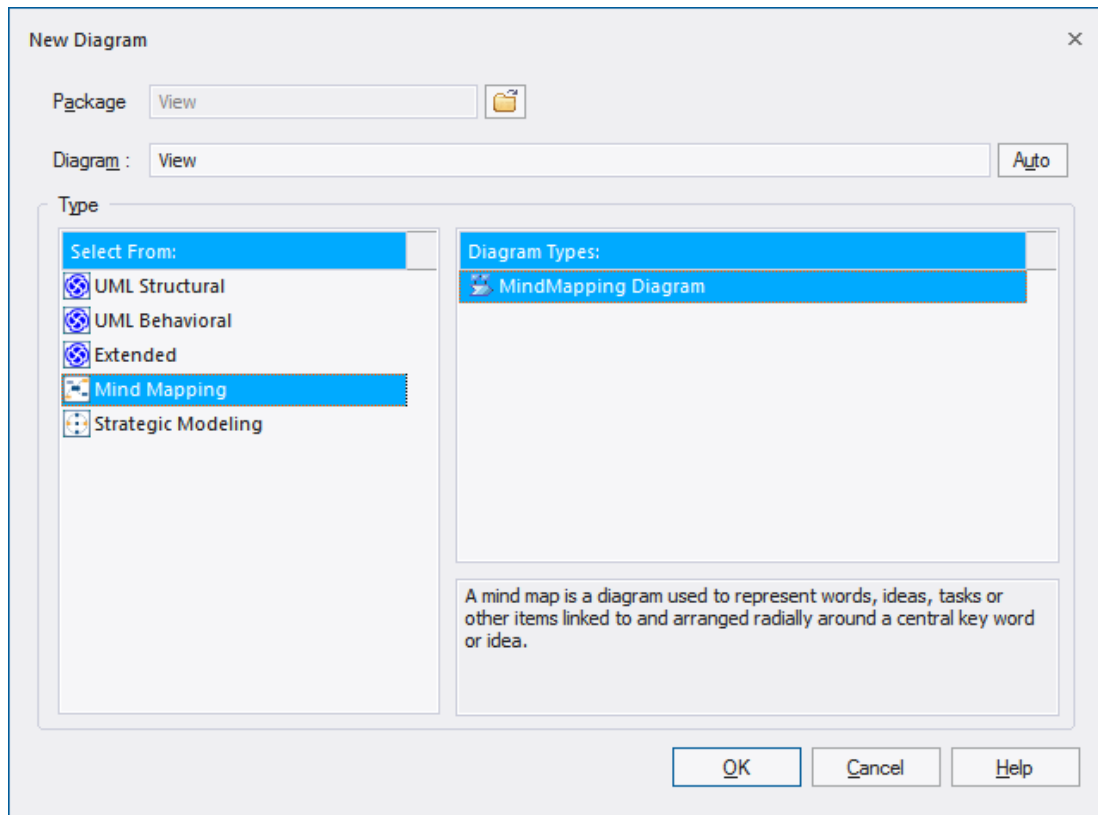 New Diagram
Package
View
Diagram :
View
Auto
Type
Select From:
UML Structural
UML Behavioral
Extended
Mind Mapping
Strategic Modeling
Diagram Types:
MindMapping Diagram
A mind map is a diagram used to represent words, ideas, tasks or
other items linked to and arranged radially around a central key word
or idea.
OK
Cancel
Help